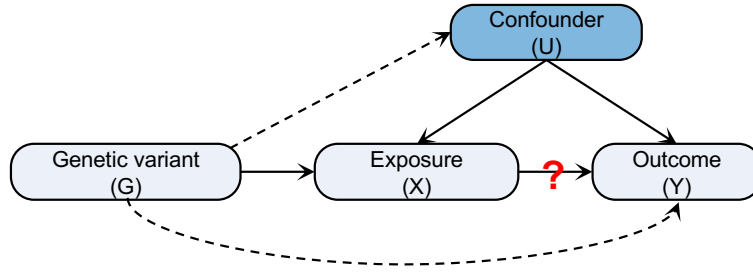 Confounder
(U)
Genetic variant
(G)
Exposure
(X)
?
Outcome
(Y)